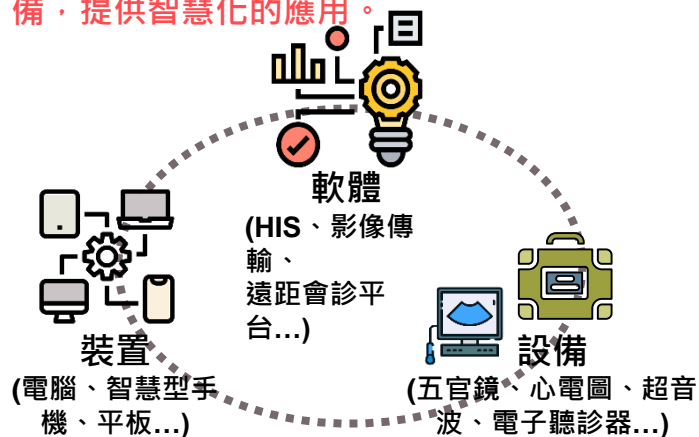 備，提供智慧化的應用。
軟體
(HIS、影像傳
輸、
遠距會診平
台...)
裝置
(電腦、智慧型手
機、平板...)
設備
(五官鏡、心電圖、超音
波、電子聽診器...)